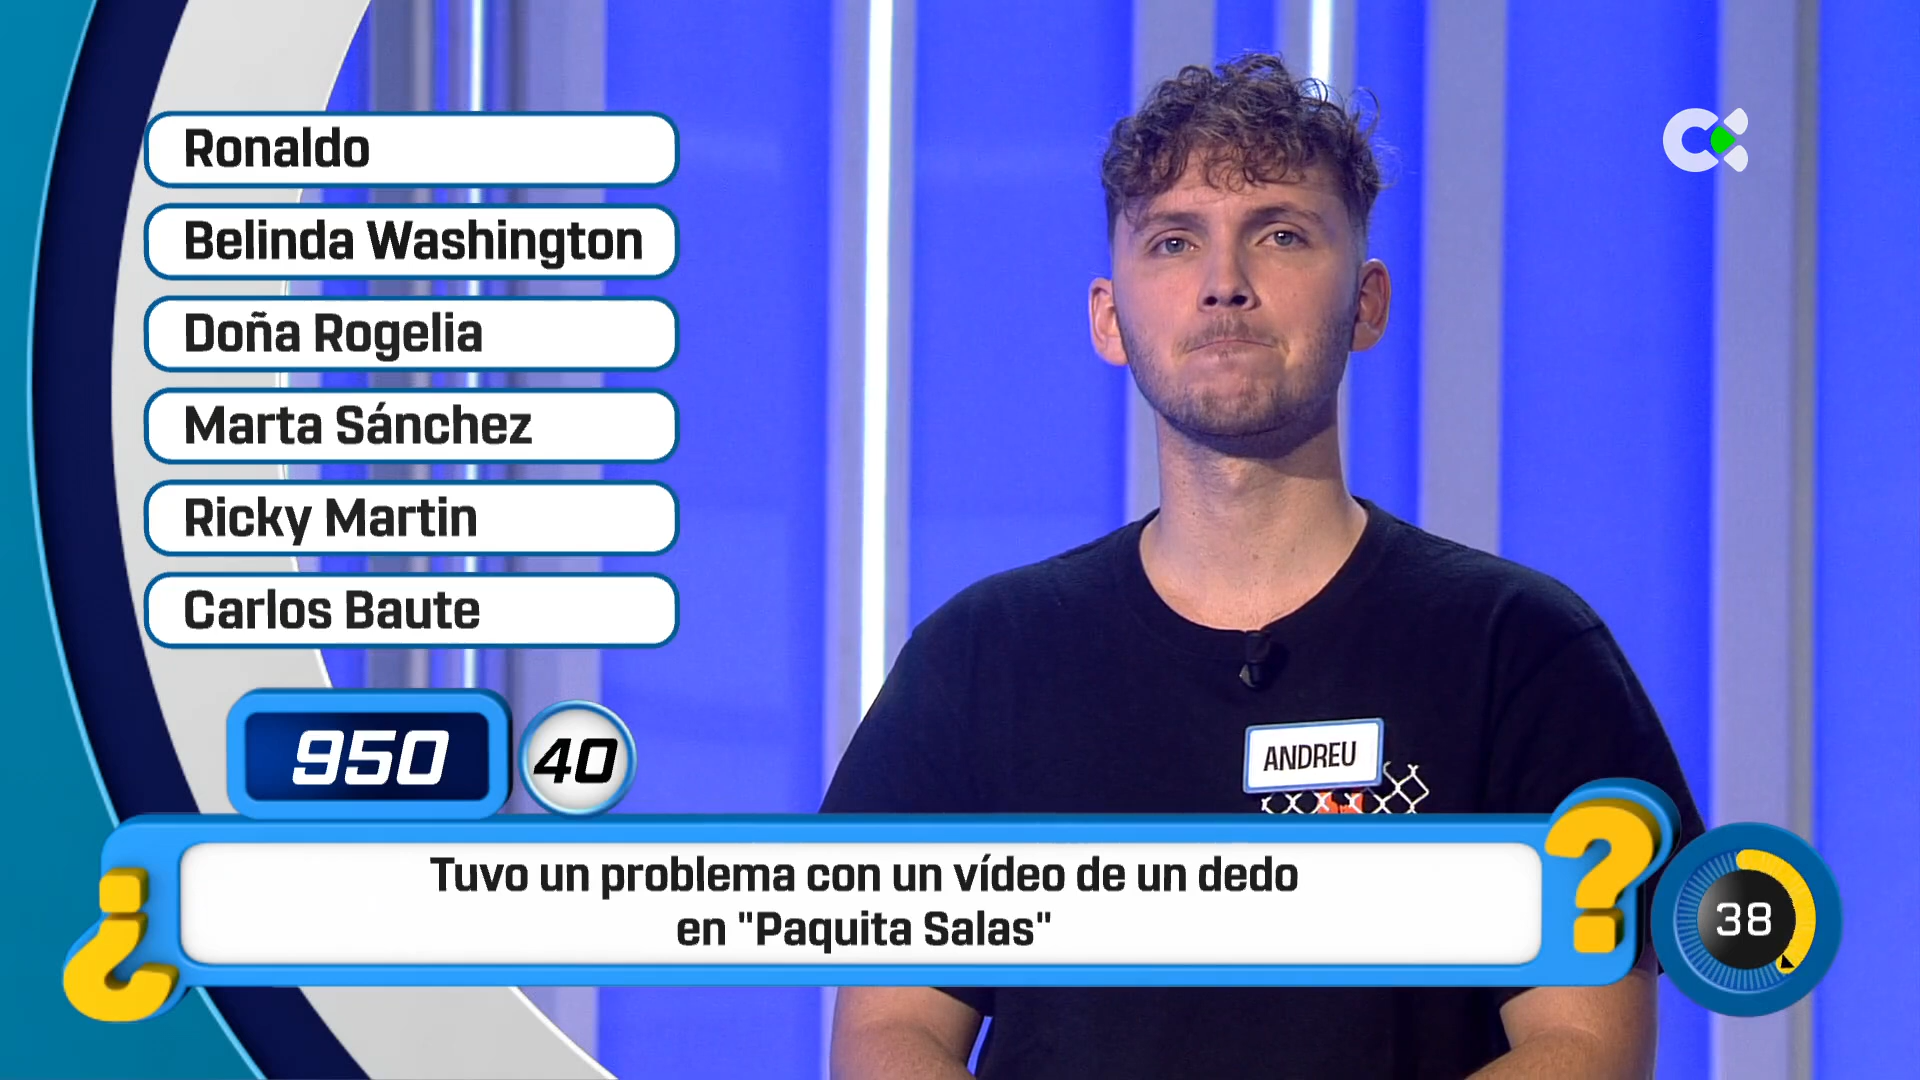 Ronaldo
Belinda Washington
Doña Rogelia
Marta Sánchez
Ricky Martin
Carlos Baute
950
40
ANDREU
¿
Tuvo un problema con un vídeo de un dedo
en "Paquita Salas"
?
38